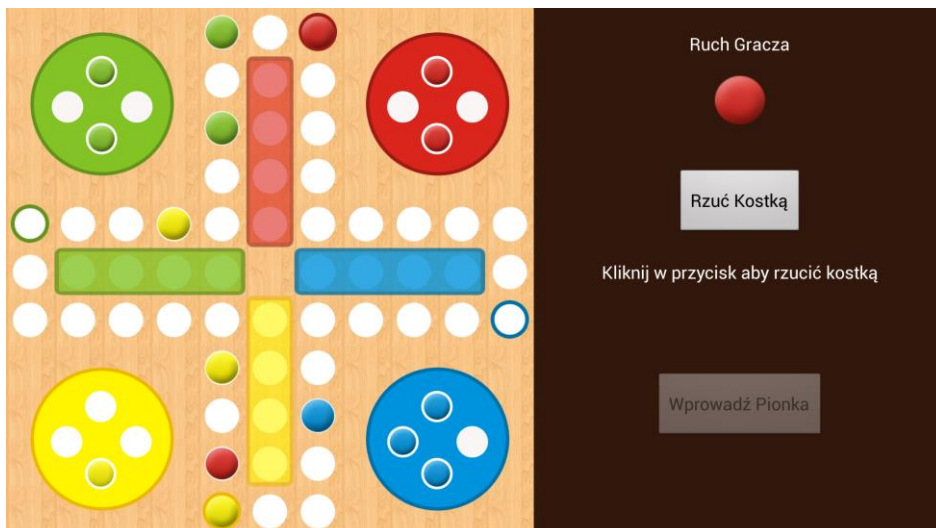 Ruch Gracza
Rzuć Kostką
Kliknij w przycisk aby rzucić kostką
Wprowadź Pionka